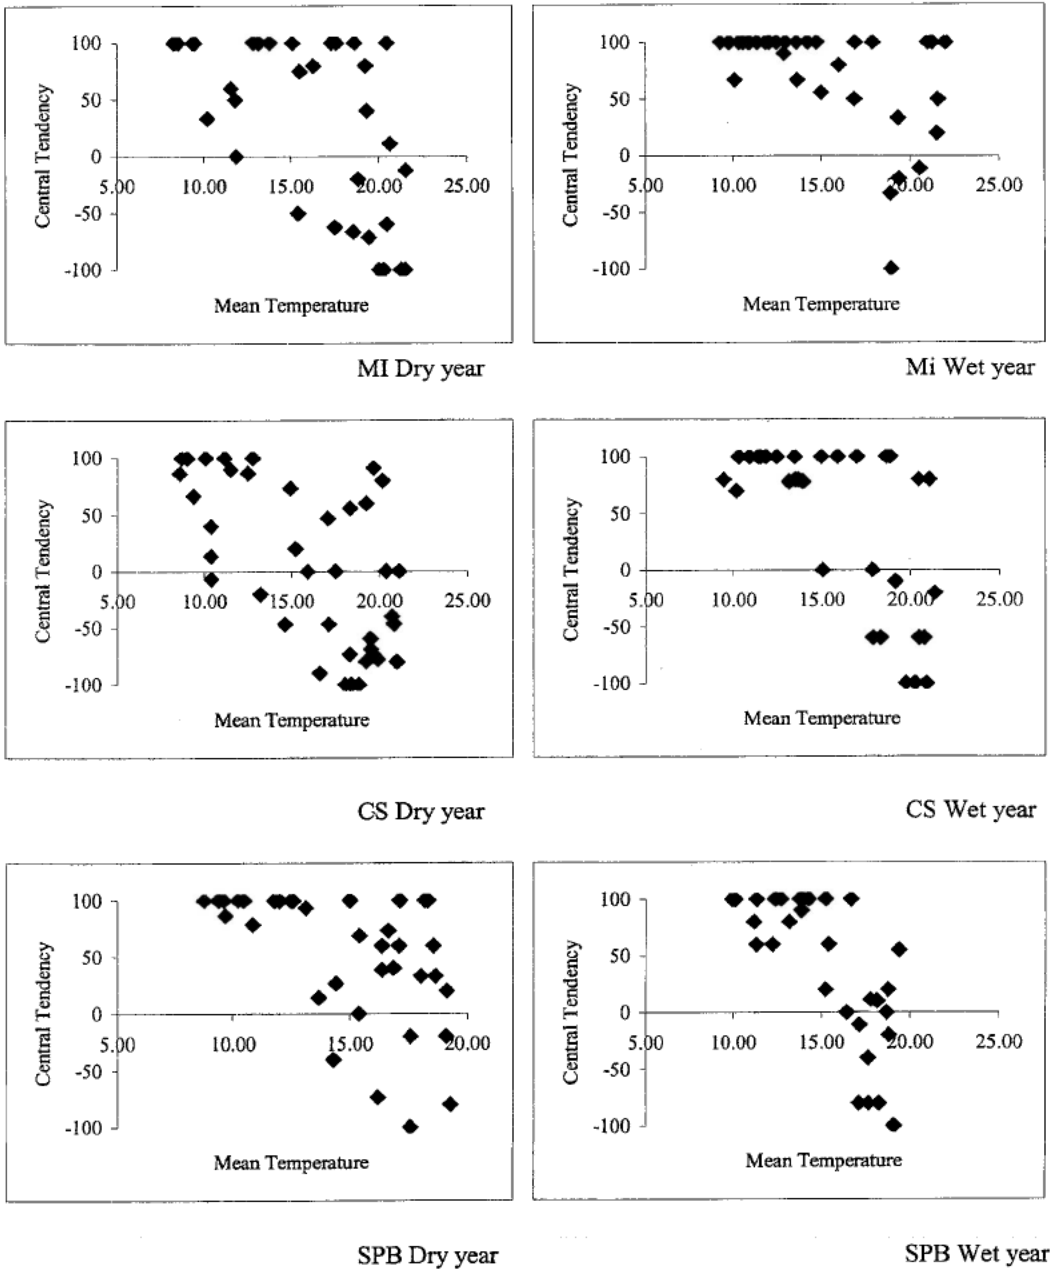 100
50
0
-50
-100
5.00 10.00 15.00 20.00 25.00
Central Tendency
Mean Temperature
MI Dry year
100
50
0
-50
-100
5.00 10.00 15.00 20.00 25.00
Central Tendency
Mean Temperature
Mi Wet year
100
50
0
-50
-100
5.00 10.00 15.00 20.00 25.00
Central Tendency
Mean Temperature
CS Dry year
100
50
0
-50
-100
5.00 10.00 15.00 20.00 25.00
Central Tendency
Mean Temperature
CS Wet year
100
50
0
-50
-100
5.00 10.00 15.00 20.00
Central Tendency
Mean Temperature
SPB Dry year
100
50
0
-50
-100
5.00 10.00 15.00 20.00 25.00
Central Tendency
Mean Temperature
SPB Wet year